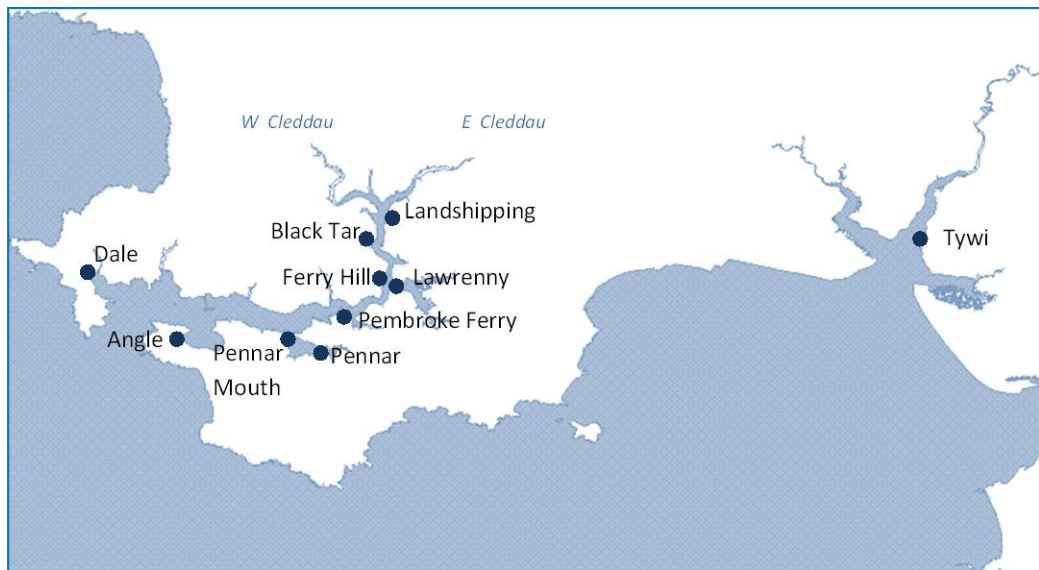 W Cleddau
E Cleddau
Landshipping
Black Tar
Tywi
Dale
Ferry Hill
Lawrenny
Pembroke Ferry
Angle
Pennar
Mouth
Pennar